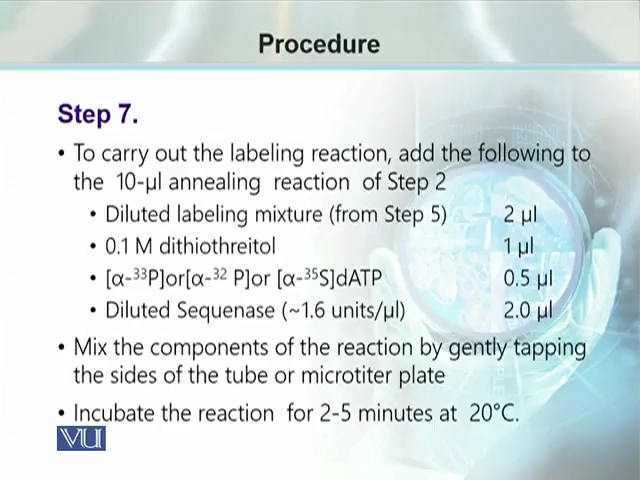 Procedure
Step 7.
• To carry out the labeling reaction, add the following to
the 10-µl annealing reaction of Step 2
• Diluted labeling mixture (from Step 5) 2 µl
• 0.1 M dithiothreitol 1 µl
• [α-³³P]or[α-³² P]or [α-³⁵S]dATP 0.5 µl
• Diluted Sequenase (~1.6 units/µl) 2.0 µl
• Mix the components of the reaction by gently tapping
the sides of the tube or microtiter plate
• Incubate the reaction for 2-5 minutes at 20°C.
VU